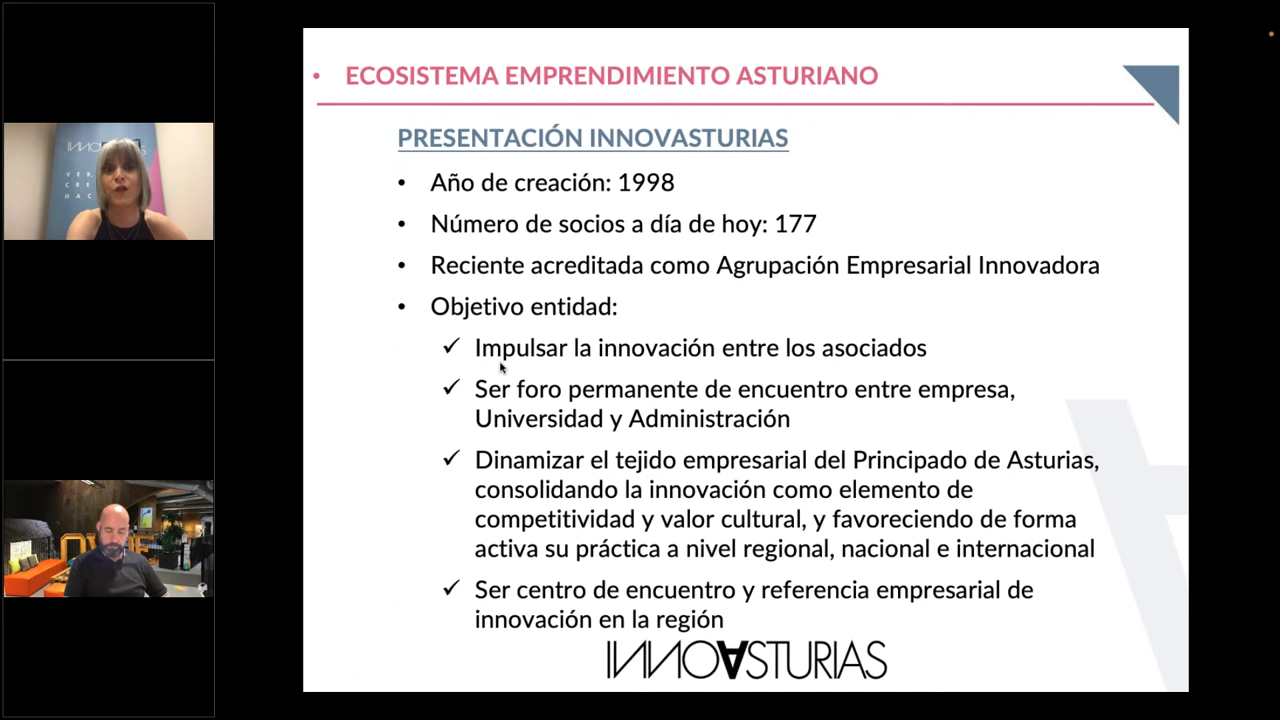 • ECOSISTEMA EMPRENDIMIENTO ASTURIANO
PRESENTACIÓN INNOVASTURIAS
• Año de creación: 1998
• Número de socios a día de hoy: 177
• Reciente acreditada como Agrupación Empresarial Innovadora
• Objetivo entidad:
✓ Impulsar la innovación entre los asociados
✓ Ser foro permanente de encuentro entre empresa,
Universidad y Administración
✓ Dinamizar el tejido empresarial del Principado de Asturias,
consolidando la innovación como elemento de
competitividad y valor cultural, y favoreciendo de forma
activa su práctica a nivel regional, nacional e internacional
✓ Ser centro de encuentro y referencia empresarial de
innovación en la región
INNOVASTURIAS